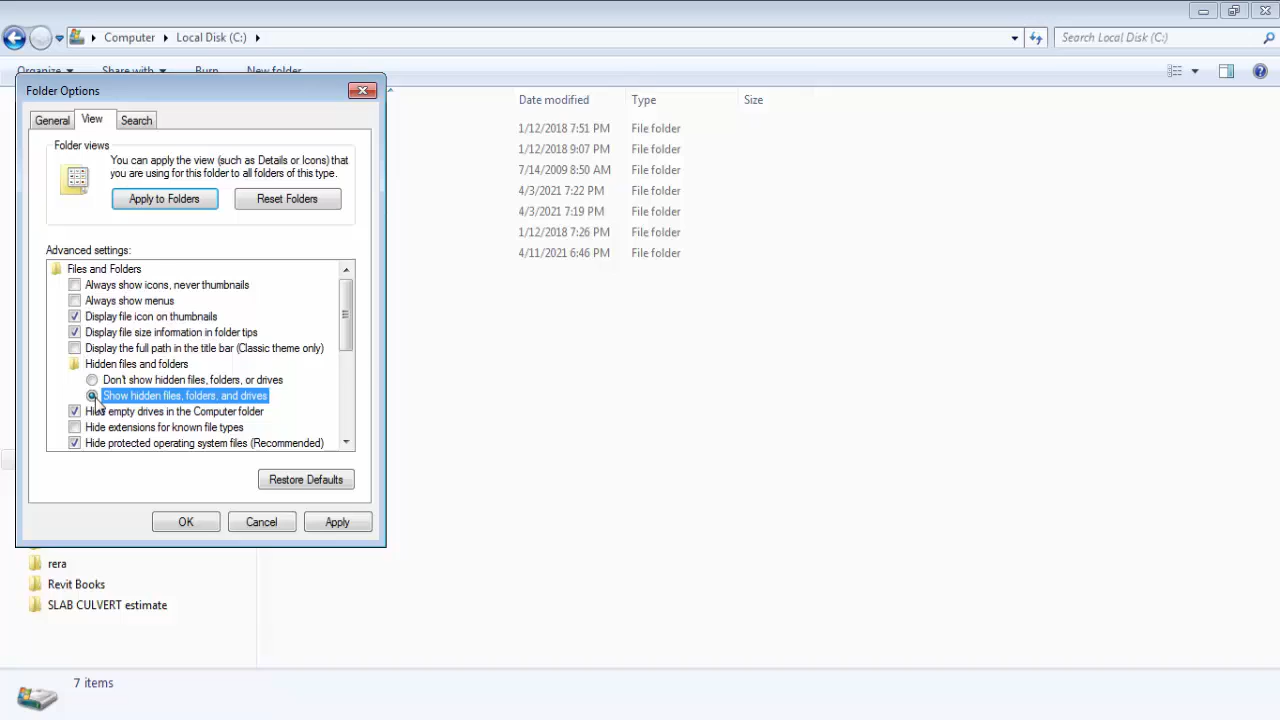 Computer Local Disk (C:)
Search Local Disk (C:)
Organize Share with Burn New folder
Folder Options
General View Search
Folder views
You can apply the view (such as Details or Icons) that
you are using for this folder to all folders of this type.
Apply to Folders Reset Folders
Advanced settings:
Files and Folders
Always show icons, never thumbnails
Always show menus
Display file icon on thumbnails
Display file size information in folder tips
Display the full path in the title bar (Classic theme only)
Hidden files and folders
Don't show hidden files, folders, or drives
Show hidden files, folders, and drives
Hide empty drives in the Computer folder
Hide extensions for known file types
Hide protected operating system files (Recommended)
Restore Defaults
OK Cancel Apply
Date modified Type Size
1/12/2018 7:51 PM File folder
1/12/2018 9:07 PM File folder
7/14/2009 8:50 AM File folder
4/3/2021 7:22 PM File folder
4/3/2021 7:19 PM File folder
1/12/2018 7:26 PM File folder
4/11/2021 6:46 PM File folder
rera
Revit Books
SLAB CULVERT estimate
7 items